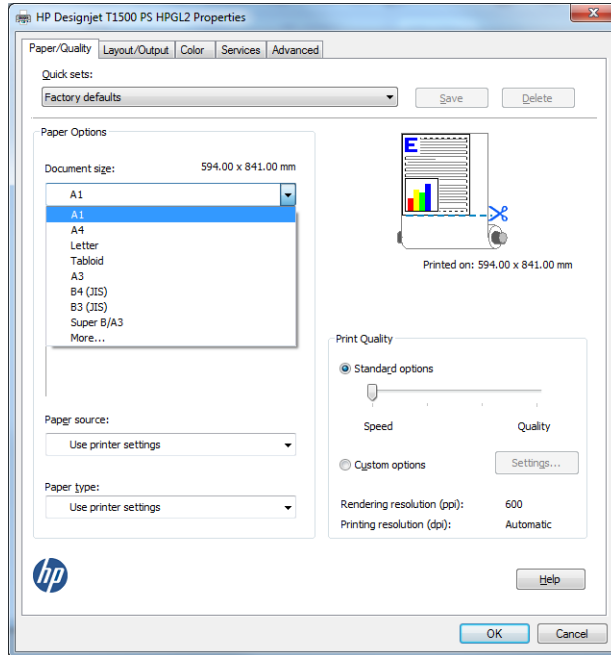 HP Designjet T1500 PS HPGL2 Properties
Paper/Quality Layout/Output Color Services Advanced
Quick sets:
Factory defaults
Save
Delete
Paper Options
Document size: 594.00 x 841.00 mm
A1
A1
A4
Letter
Tabloid
A3
B4 (JIS)
B3 (JIS)
Super B/A3
More...
Paper source:
Use printer settings
Paper type:
Use printer settings
E
Printed on: 594.00 x 841.00 mm
Print Quality
Standard options
Speed Quality
Custom options
Settings...
Rendering resolution (ppi): 600
Printing resolution (dpi): Automatic
hp
Help
OK
Cancel